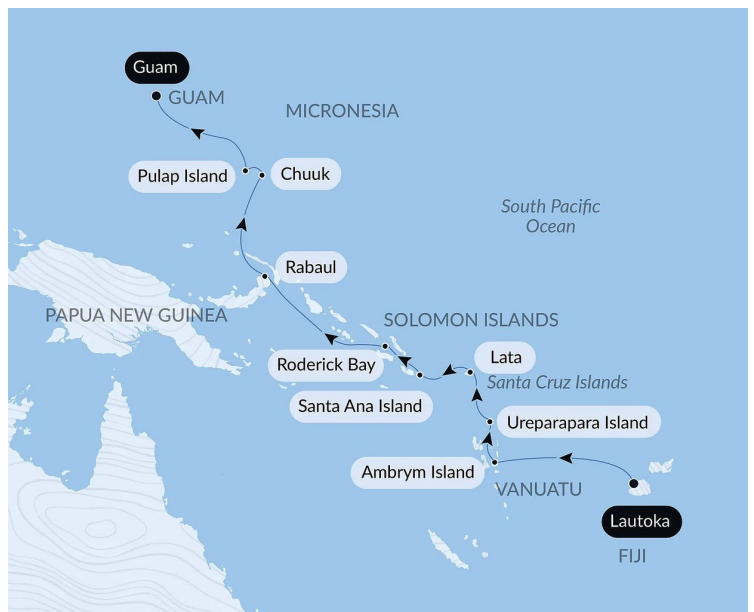 Guam
GUAM
MICRONESIA
Pulap Island
Chuuk
South Pacific
Ocean
Rabaul
PAPUA NEW GUINEA
SOLOMON ISLANDS
Roderick Bay
Lata
Santa Cruz Islands
Santa Ana Island
Ureparapara Island
Ambrym Island
VANUATU
Lautoka
FIJI